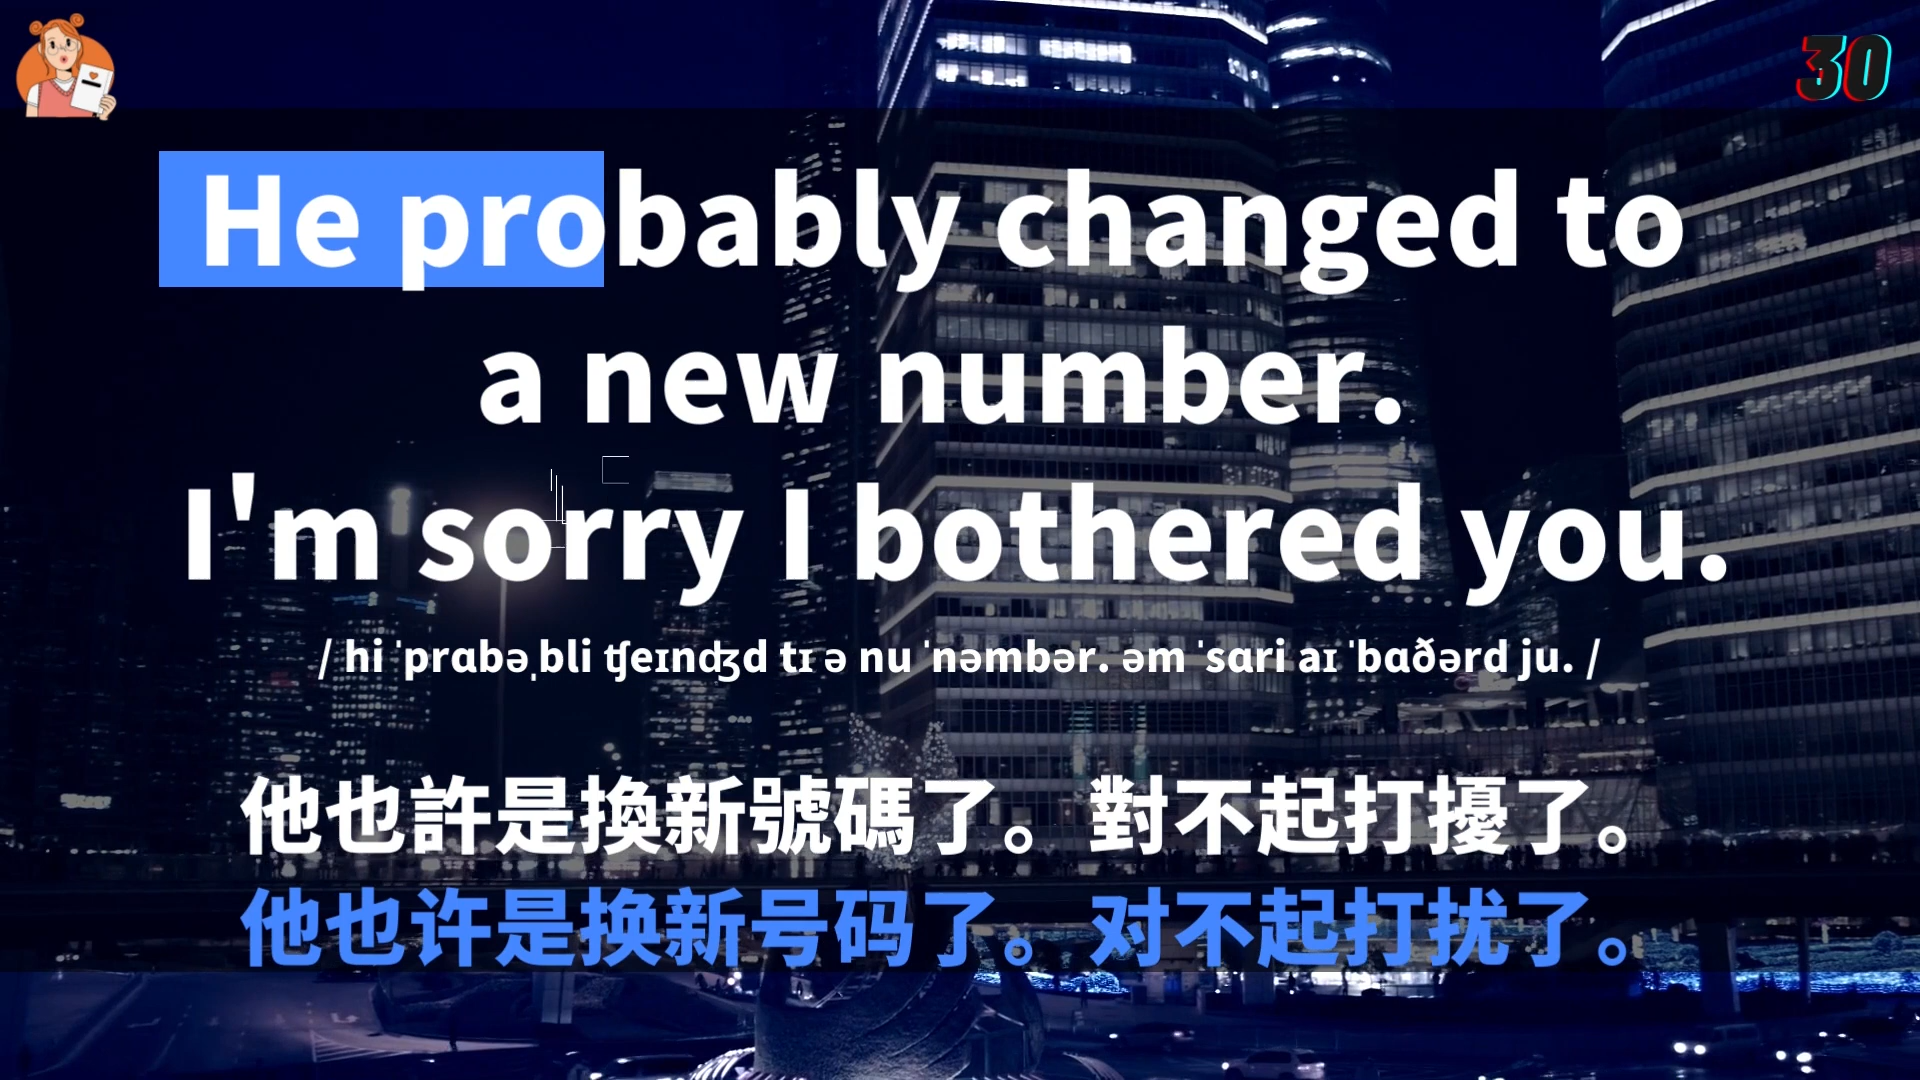 30
He probably changed to
a new number.
I'm sorry I bothered you.
/ hi ˈprɑbəˌbli ʧeɪnʤd tɪ ə nu ˈnəmbər. əm ˈsɑri aɪ ˈbɑðərd ju. /
他也許是換新號碼了。對不起打擾了。
他也许是换新号码了。对不起打扰了。